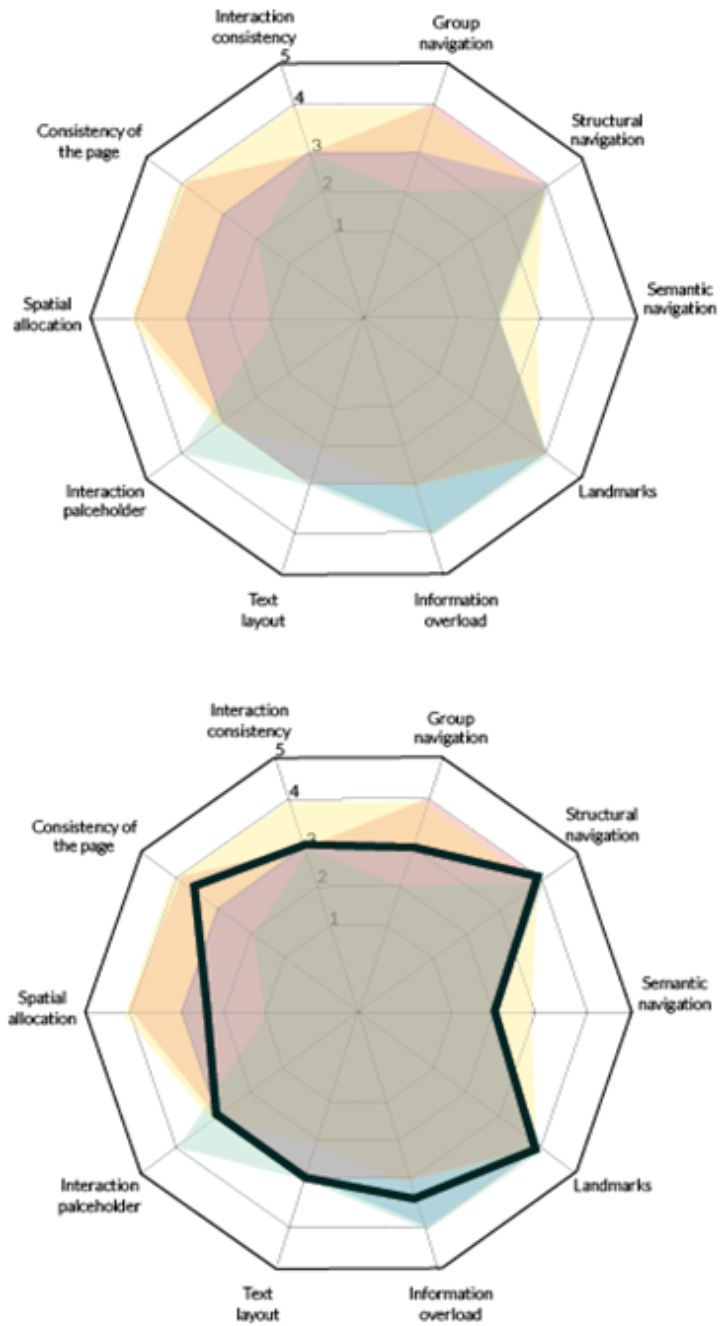 Interaction
consistency
Group
navigation
5
4
Consistency of
the page
Structural
navigation
3
2
1
Spatial
allocation
Semantic
navigation
Interaction
palceholder
Landmarks
Text
layout
Information
overload
Interaction
consistency
Group
navigation
5
4
Consistency of
the page
Structural
navigation
3
2
1
Spatial
allocation
Semantic
navigation
Interaction
palceholder
Landmarks
Text
layout
Information
overload